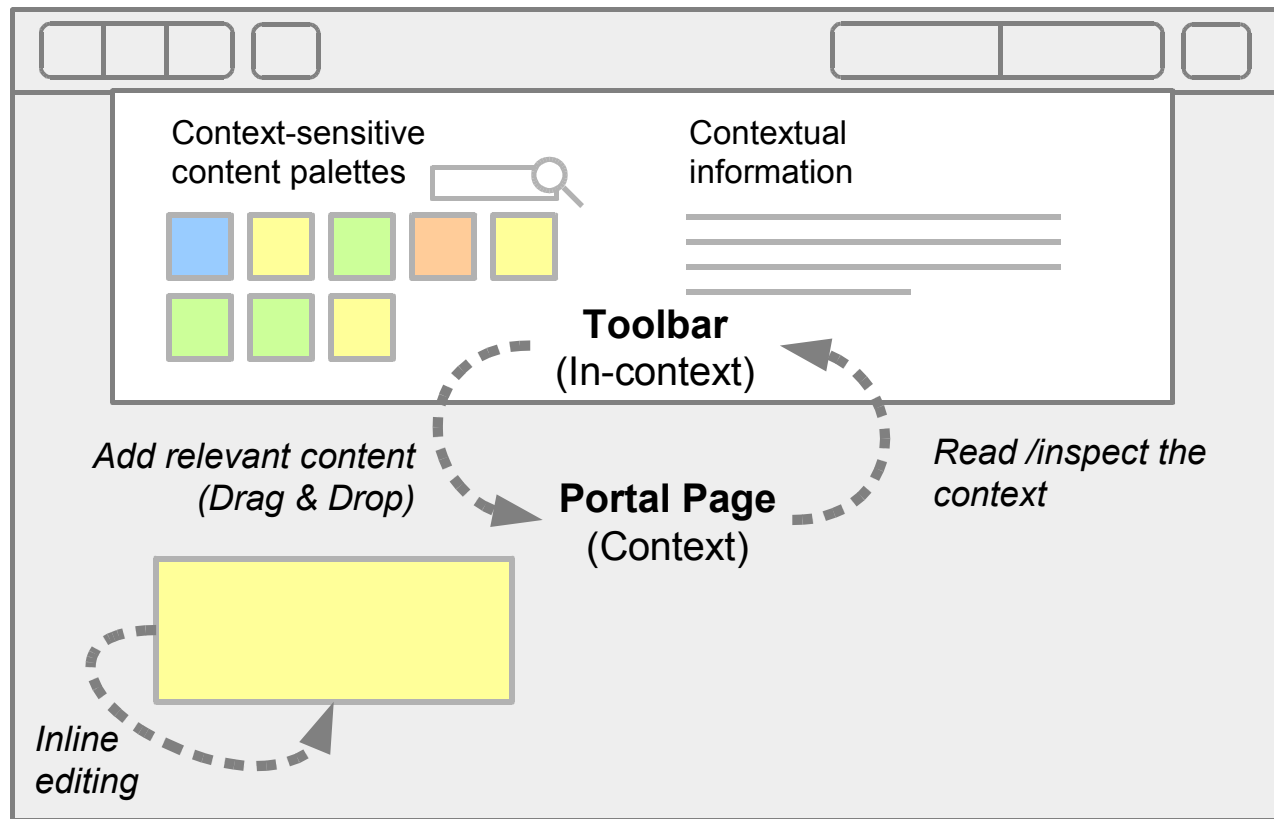 Context-sensitive
content palettes
Contextual
information
Toolbar
(In-context)
Add relevant content
(Drag & Drop)
Read /inspect the
context
Portal Page
(Context)
Inline
editing